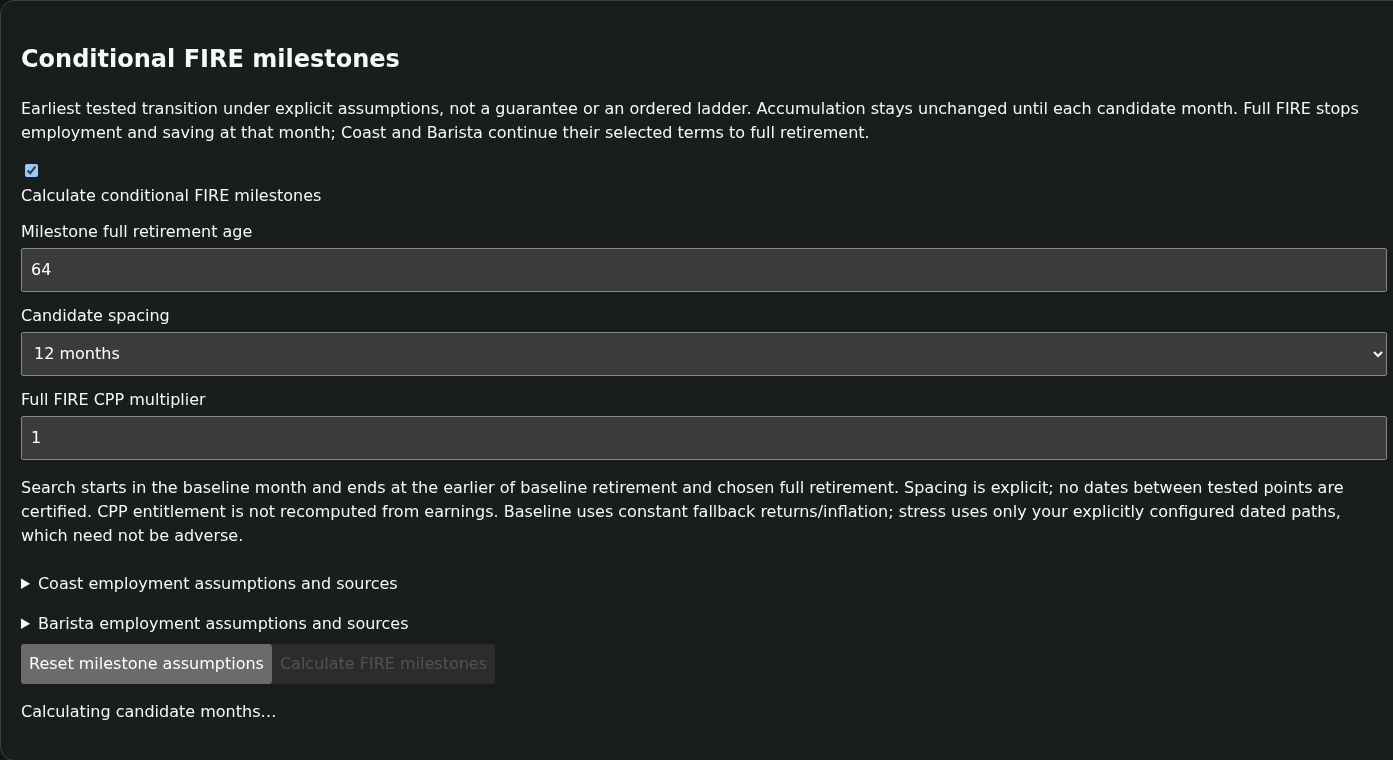 Conditional FIRE milestones
Earliest tested transition under explicit assumptions, not a guarantee or an ordered ladder. Accumulation stays unchanged until each candidate month. Full FIRE stops
employment and saving at that month; Coast and Barista continue their selected terms to full retirement.
Calculate conditional FIRE milestones
Milestone full retirement age
64
Candidate spacing
12 months
Full FIRE CPP multiplier
1
Search starts in the baseline month and ends at the earlier of baseline retirement and chosen full retirement. Spacing is explicit; no dates between tested points are
certified. CPP entitlement is not recomputed from earnings. Baseline uses constant fallback returns/inflation; stress uses only your explicitly configured dated paths,
which need not be adverse.
Coast employment assumptions and sources
Barista employment assumptions and sources
Reset milestone assumptions Calculate FIRE milestones
Calculating candidate months…